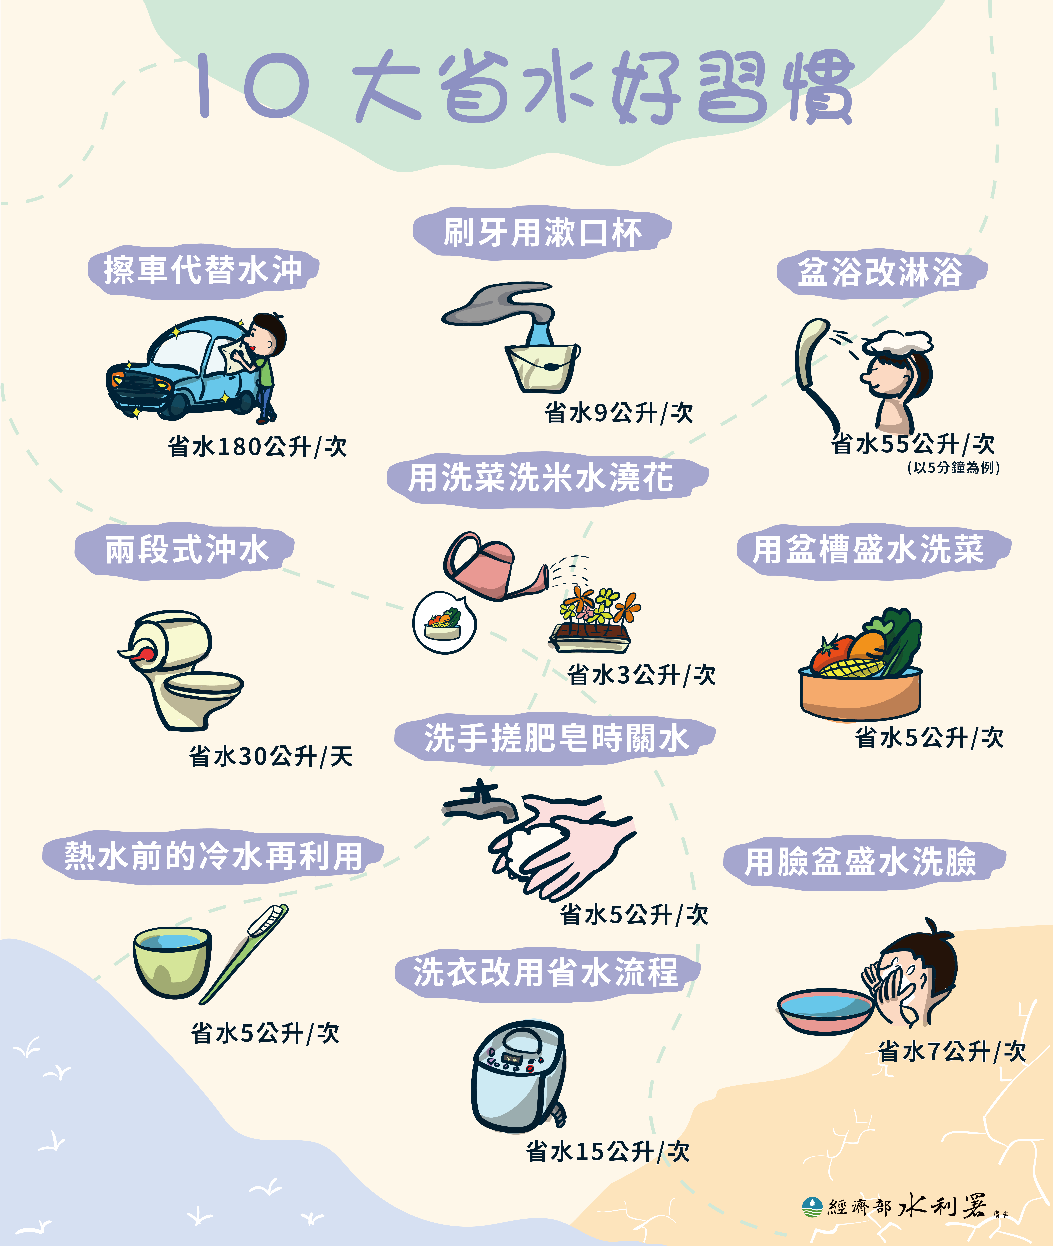 10 大省水好習慣
刷牙用漱口杯
省水9公升/次
擦車代替水沖
省水180公升/次
盆浴改淋浴
省水55公升/次
(以5分鐘為例)
用洗菜洗米水澆花
省水3公升/次
兩段式沖水
省水30公升/天
用盆槽盛水洗菜
省水5公升/次
洗手搓肥皂時關水
省水5公升/次
熱水前的冷水再利用
省水5公升/次
用臉盆盛水洗臉
省水7公升/次
洗衣改用省水流程
省水15公升/次
經濟部水利署